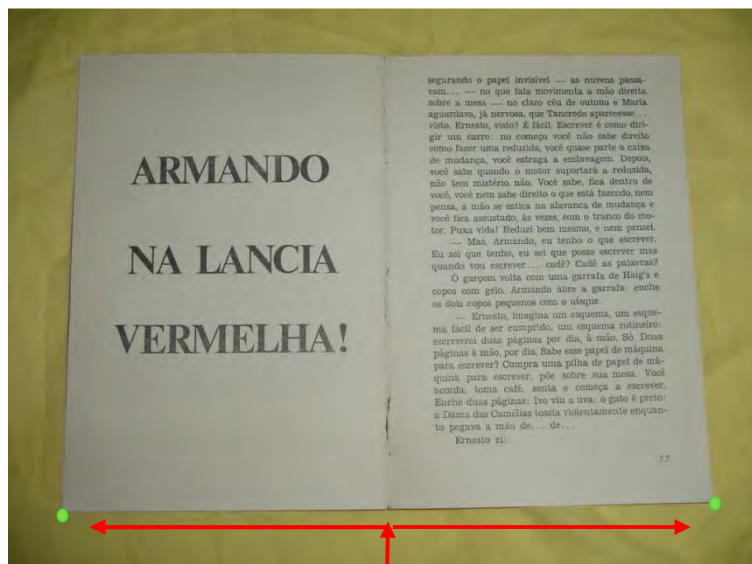 ARMANDO
NA LANCIA
VERMELHA!
segurando o papel invisível — as nuvens passa-
vam... — no que fala movimenta a mão direita
sobre a mesa — no claro céu de outono e Maria
aguardava, já nervosa, que Tancredo aparecesse...
visto, Ernesto, visto? É fácil. Escrever é como diri-
gir um carro: no começo você não sabe direito
como fazer uma reduzida, você quase parte a caixa
de mudança, você estraga a embreagem. Depois,
você sabe quando o motor suportará a reduzida,
não tem mistério não. Você sabe, fica dentro de
você, você nem sabe direito o que está fazendo, nem
pensa, a mão se estica na alavanca de mudança e
você fica assustado, às vezes, com o tranco do mo-
tor. Puxa vida! Reduzi bem mesmo, e nem pensei.
— Mas, Armando, eu tenho o que escrever.
Eu sei que tenho, eu sei que posso escrever mas
quando vou escrever... cadê? Cadê as palavras?
O garçom volta com uma garrafa de Haig's e
copos com gelo. Armando abre a garrafa: enche
os dois copos pequenos com o uísque.
— Ernesto, imagina um esquema, um esque-
ma fácil de ser cumprido, um esquema rotineiro:
escreverei duas páginas por dia, à mão. Só. Duas
páginas à mão, por dia. Sabe esse papel de máquina
para escrever? Compra uma pilha de papel de má-
quina para escrever, põe sobre sua mesa. Você
acorda, toma café, senta e começa a escrever.
Enche duas páginas: Ivo viu a uva: o gato é preto:
a Dama das Camélias tossia violentamente enquan-
to pegava a mão de... de...
Ernesto ri:
77